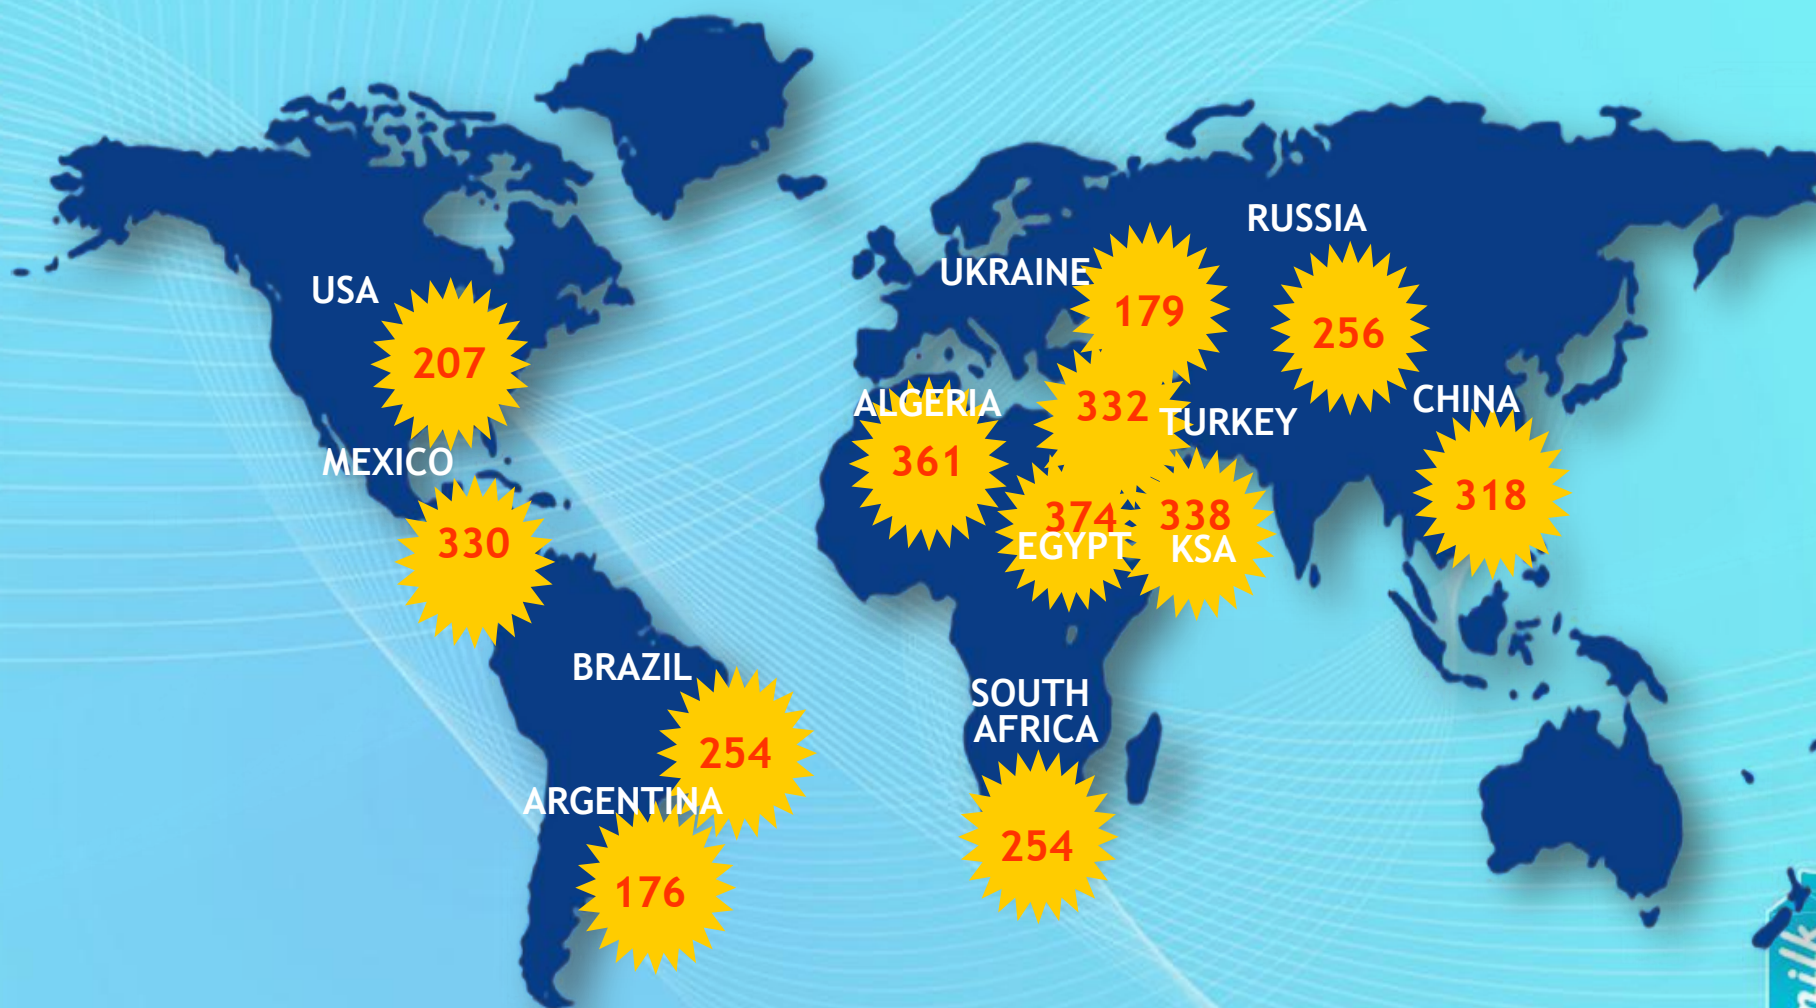 RUSSIA
UKRAINE
USA
179
256
207
CHINA
ALGERIA
332
TURKEY
MEXICO
361
318
330
374
338
EGYPT
KSA
BRAZIL
SOUTH
AFRICA
254
ARGENTINA
254
176
milk